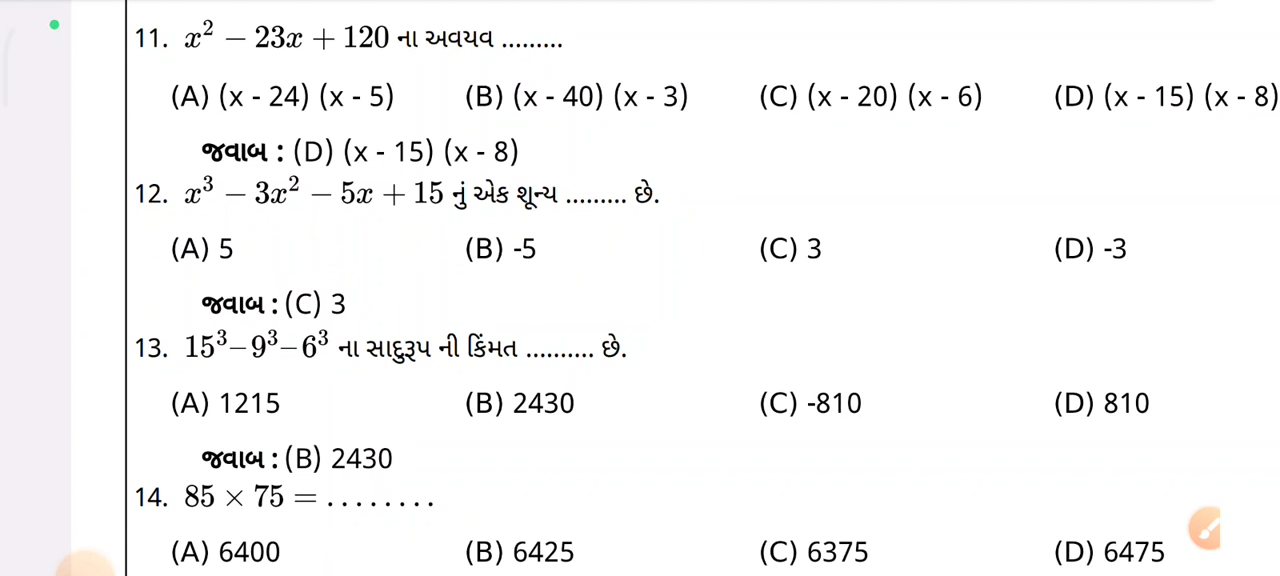 11. x² − 23x + 120 ના અવયવ .........
(A) (x - 24) (x - 5) (B) (x - 40) (x - 3) (C) (x - 20) (x - 6) (D) (x - 15) (x - 8)
જવાબ : (D) (x - 15) (x - 8)
12. x³ − 3x² − 5x + 15 નું એક શૂન્ય ......... છે.
(A) 5 (B) -5 (C) 3 (D) -3
જવાબ : (C) 3
13. 15³–9³–6³ ના સાદુરૂપ ની કિંમત .......... છે.
(A) 1215 (B) 2430 (C) -810 (D) 810
જવાબ : (B) 2430
14. 85 × 75 = ........
(A) 6400 (B) 6425 (C) 6375 (D) 6475